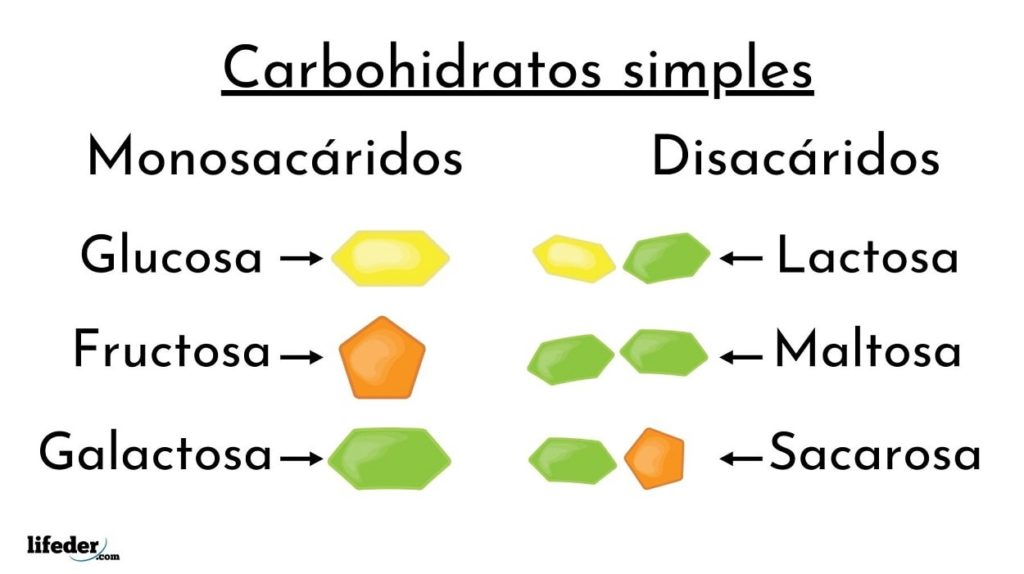 Carbohidratos simples
Monosacáridos
Disacáridos
Glucosa
Lactosa
Fructosa
Maltosa
Galactosa
Sacarosa
lifeder.com